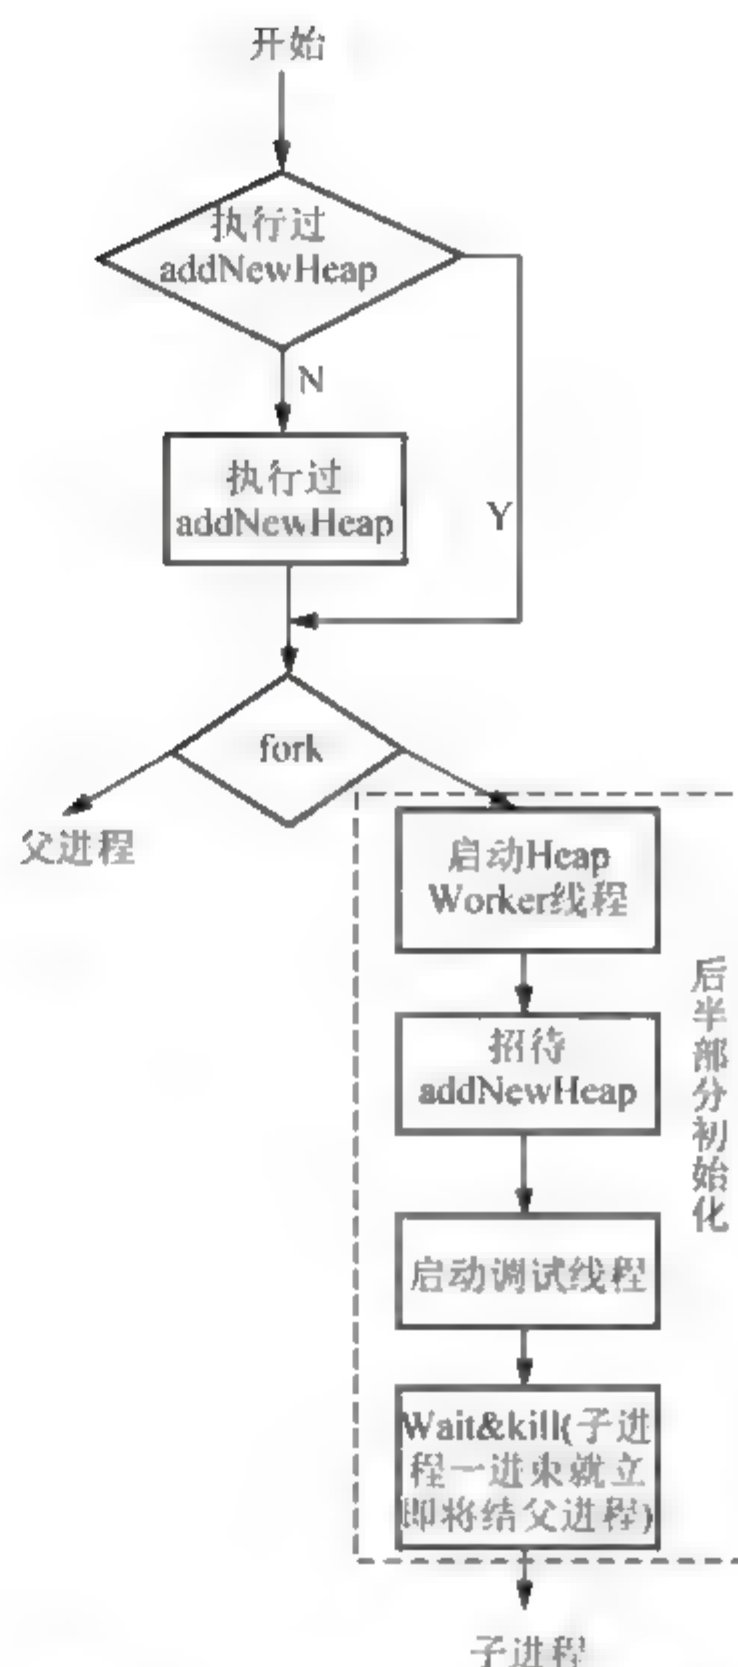 开始
执行过
addNewHeap
N
执行过
addNewHeap
Y
fork
父进程
启动Heap
Worker线程
招待
addNewHeap
启动调试线程
Wait&kill(子进
程一进束就立
即将结父进程)
后半部分初始化
子进程